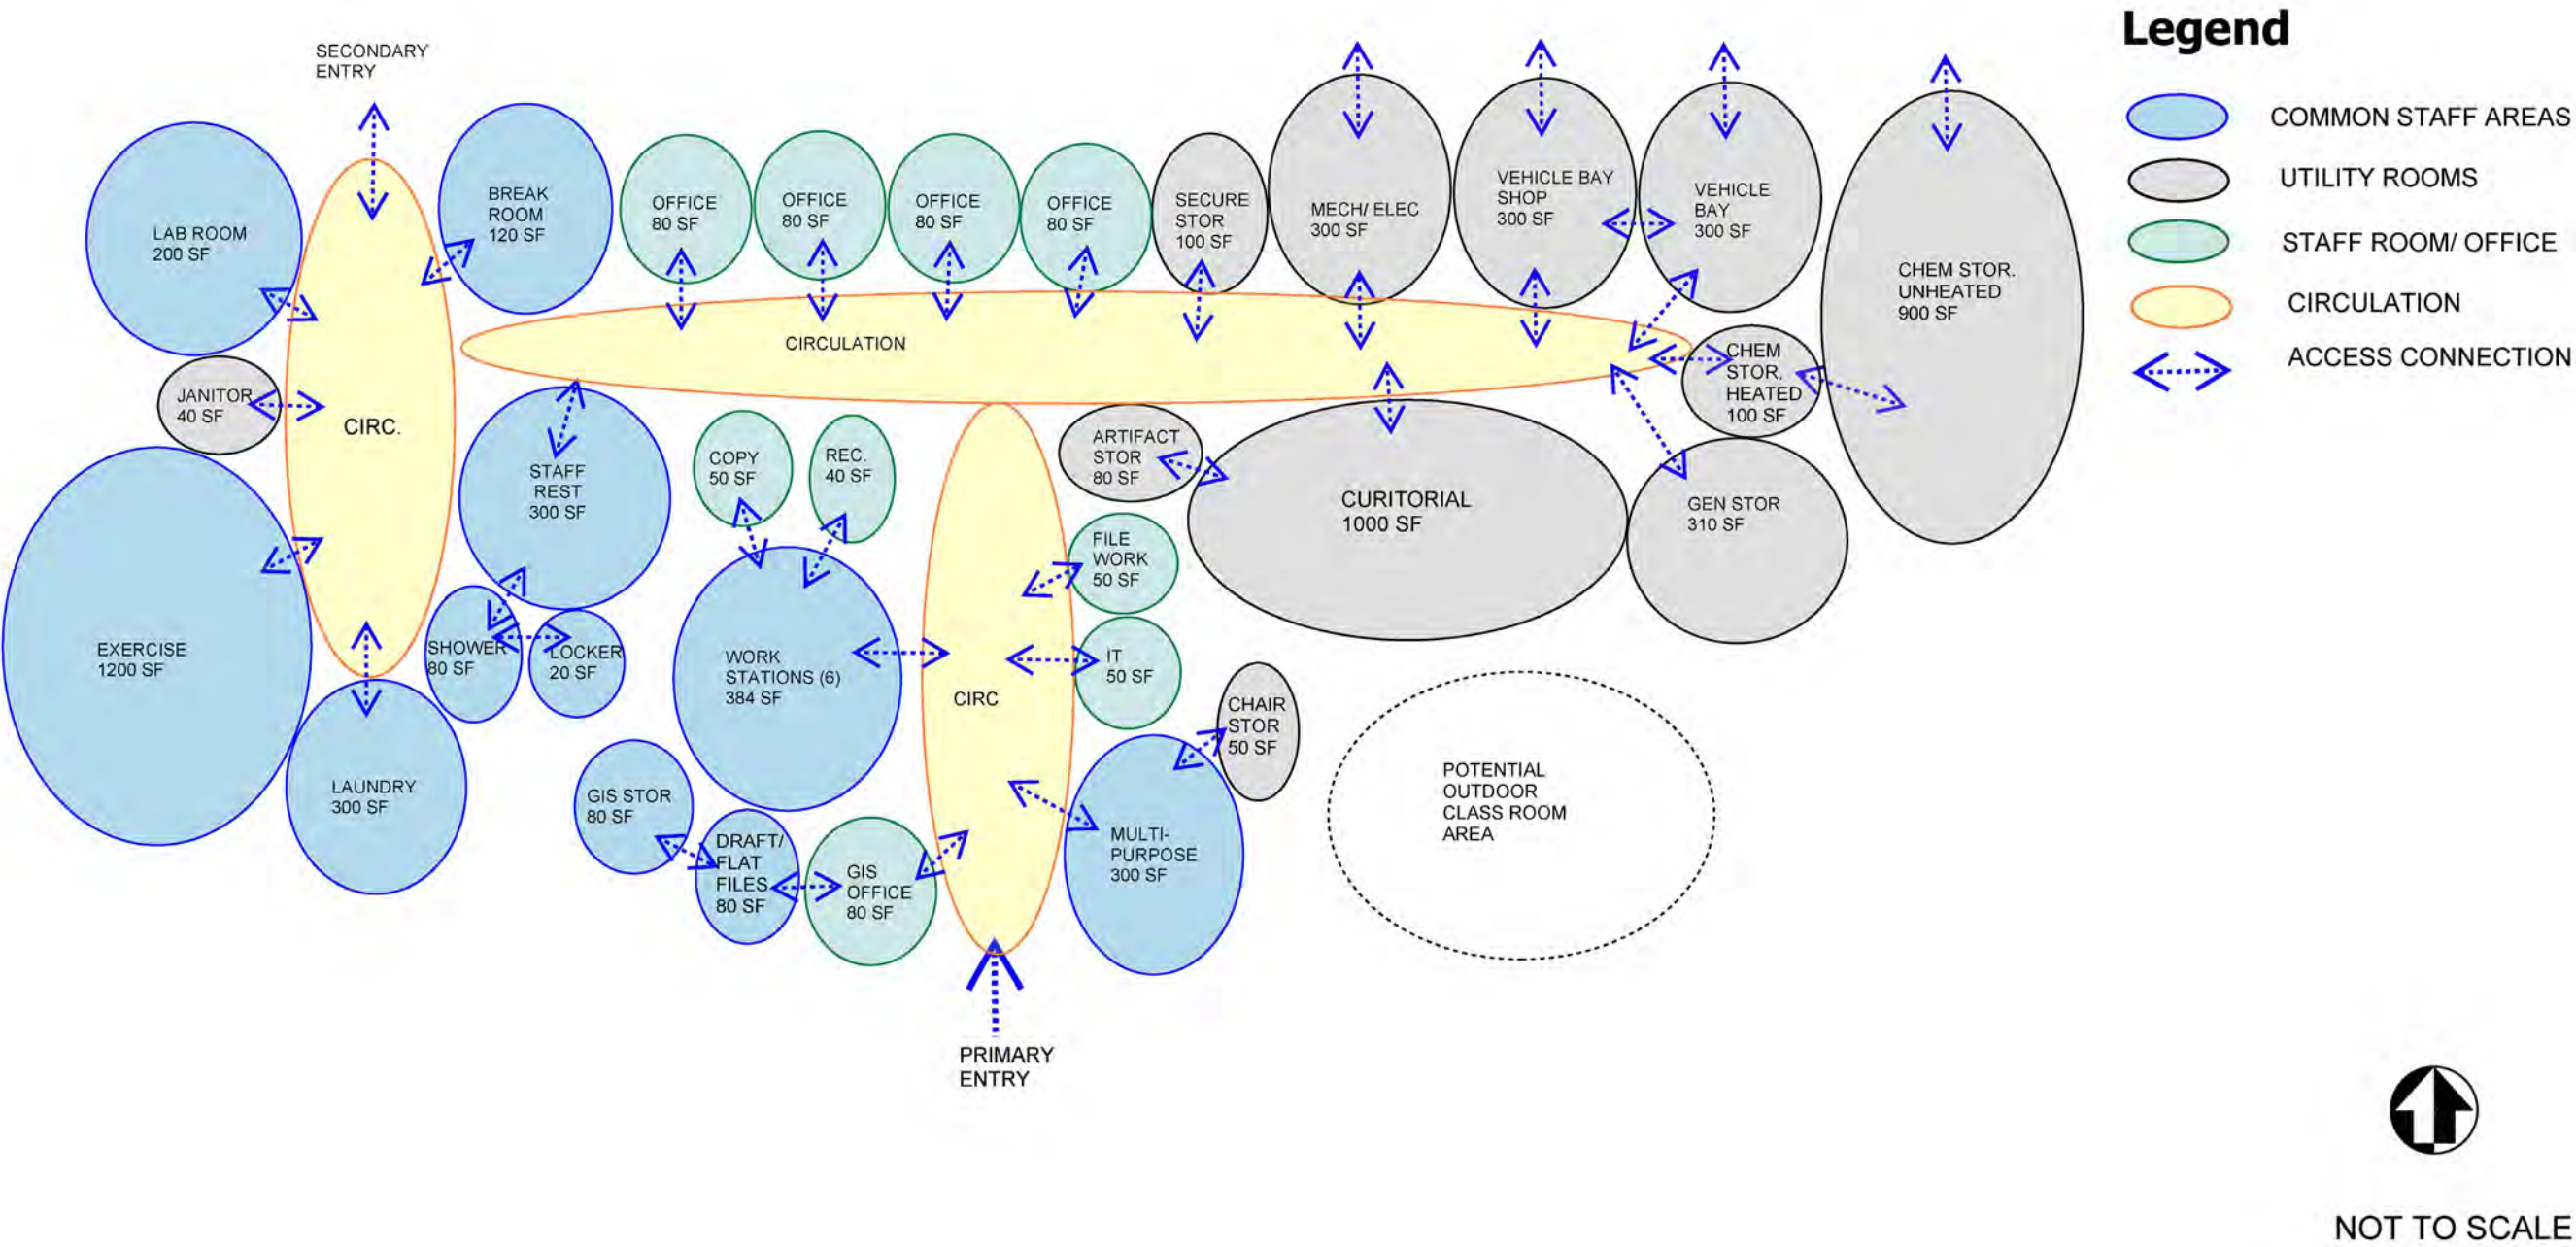 Legend
COMMON STAFF AREAS
UTILITY ROOMS
STAFF ROOM/ OFFICE
CIRCULATION
ACCESS CONNECTION
SECONDARY
ENTRY
LAB ROOM
200 SF
BREAK
ROOM
120 SF
OFFICE
80 SF
OFFICE
80 SF
OFFICE
80 SF
OFFICE
80 SF
SECURE
STOR
100 SF
MECH/ ELEC
300 SF
VEHICLE BAY
SHOP
300 SF
VEHICLE
BAY
300 SF
CHEM STOR.
UNHEATED
900 SF
CIRCULATION
CHEM
STOR.
HEATED
100 SF
JANITOR
40 SF
CIRC.
STAFF
REST
300 SF
COPY
50 SF
REC.
40 SF
ARTIFACT
STOR
80 SF
CURITORIAL
1000 SF
GEN STOR
310 SF
FILE
WORK
50 SF
EXERCISE
1200 SF
SHOWER
80 SF
LOCKER
20 SF
WORK
STATIONS (6)
384 SF
CIRC
IT
50 SF
CHAIR
STOR
50 SF
LAUNDRY
300 SF
GIS STOR
80 SF
DRAFT/
FLAT
FILES
80 SF
GIS
OFFICE
80 SF
MULTI-
PURPOSE
300 SF
POTENTIAL
OUTDOOR
CLASS ROOM
AREA
PRIMARY
ENTRY
NOT TO SCALE